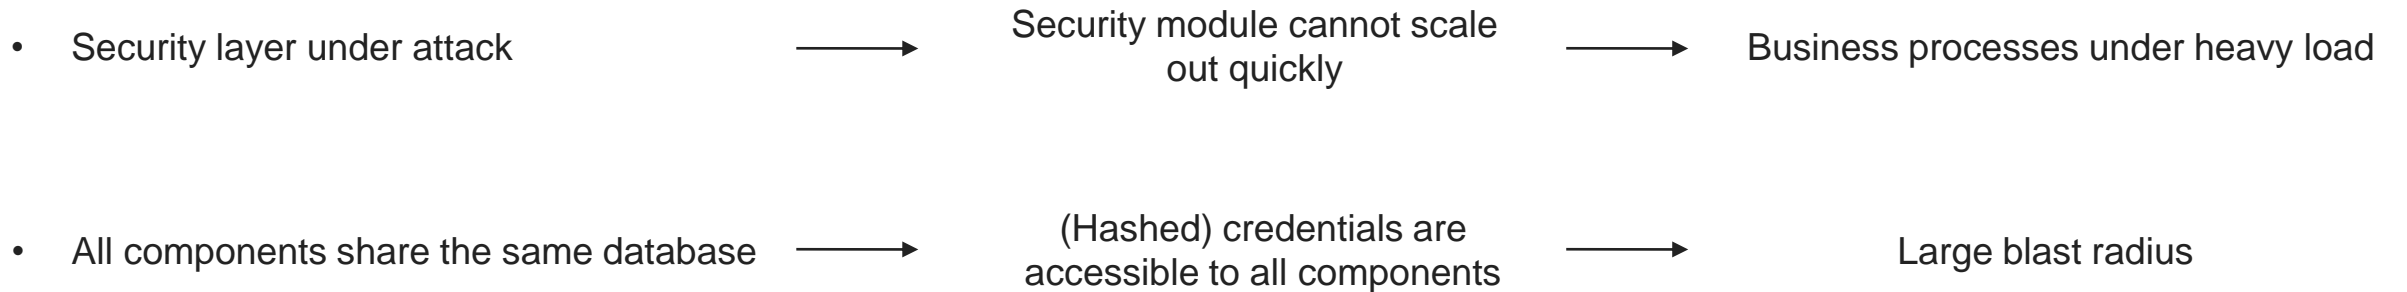 • Security layer under attack
Security module cannot scale
out quickly
Business processes under heavy load
• All components share the same database
(Hashed) credentials are
accessible to all components
Large blast radius